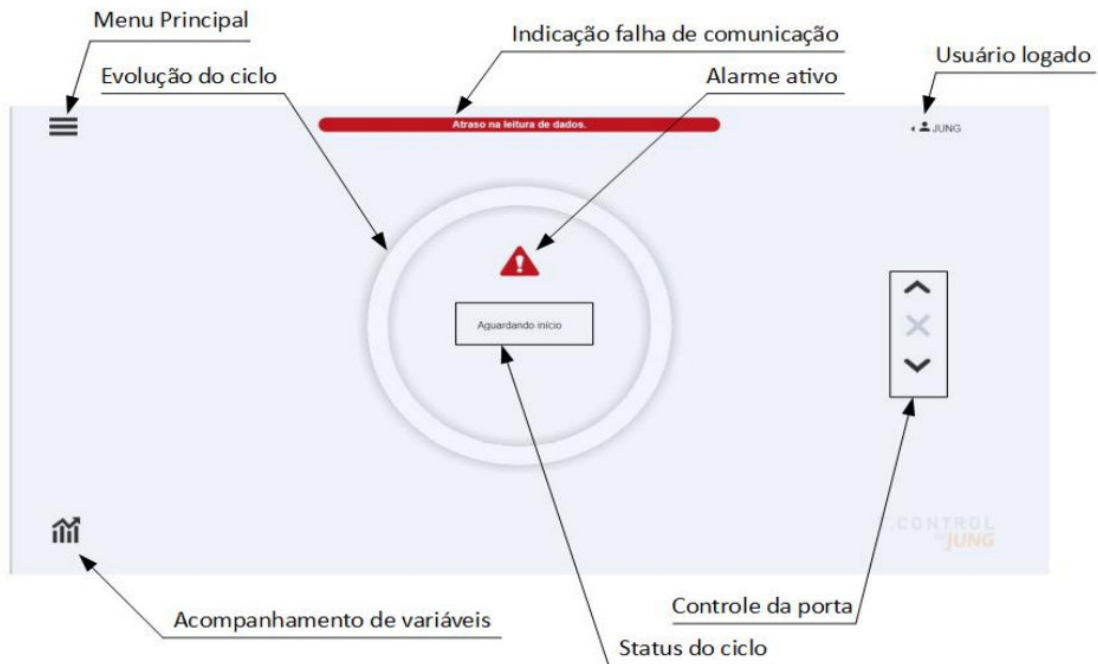 Menu Principal
Indicação falha de comunicação
Usuário logado
Evolução do ciclo
Alarme ativo
Atraso na leitura de dados.
JUNG
Aguardando início
.CONTROL
JUNG
Controle da porta
Acompanhamento de variáveis
Status do ciclo